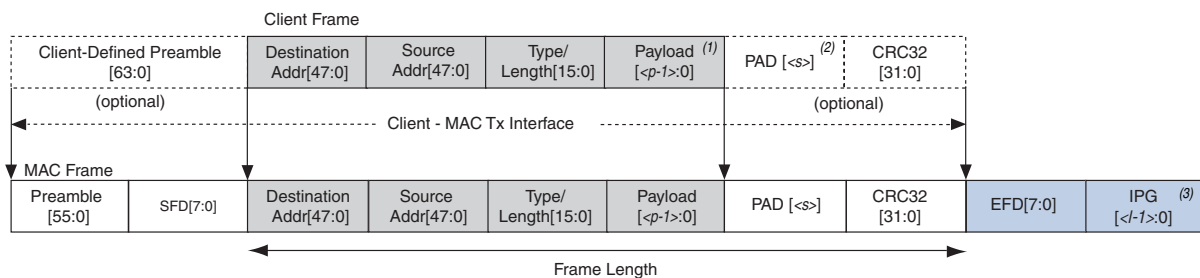 Client Frame
Client-Defined Preamble
[63:0]
Destination
Addr[47:0]
Source
Addr[47:0]
Type/
Length[15:0]
Payload (1)
[<p-1>:0]
PAD [<s>] (2)
CRC32
[31:0]
(optional)
(optional)
Client - MAC Tx Interface
MAC Frame
Preamble
[55:0]
SFD[7:0]
Destination
Addr[47:0]
Source
Addr[47:0]
Type/
Length[15:0]
Payload
[<p-1>:0]
PAD [<s>]
CRC32
[31:0]
EFD[7:0]
IPG (3)
[<l-1>:0]
Frame Length